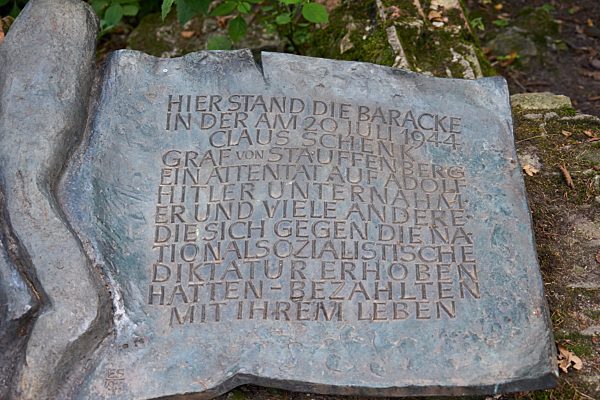 HIER STAND DIE BARACKE
IN DER AM 20 JULI 1944
CLAUS SCHENK
GRAF VON STAUFFENBERG
EIN ATTENTAT AUF ADOLF
HITLER UNTERNAHM·
ER UND VIELE ANDERE·
DIE SICH GEGEN DIE NA=
TIONALSOZIALISTISCHE
DIKTATUR ERHOBEN
HATTEN - BEZAHLTEN
MIT IHREM LEBEN